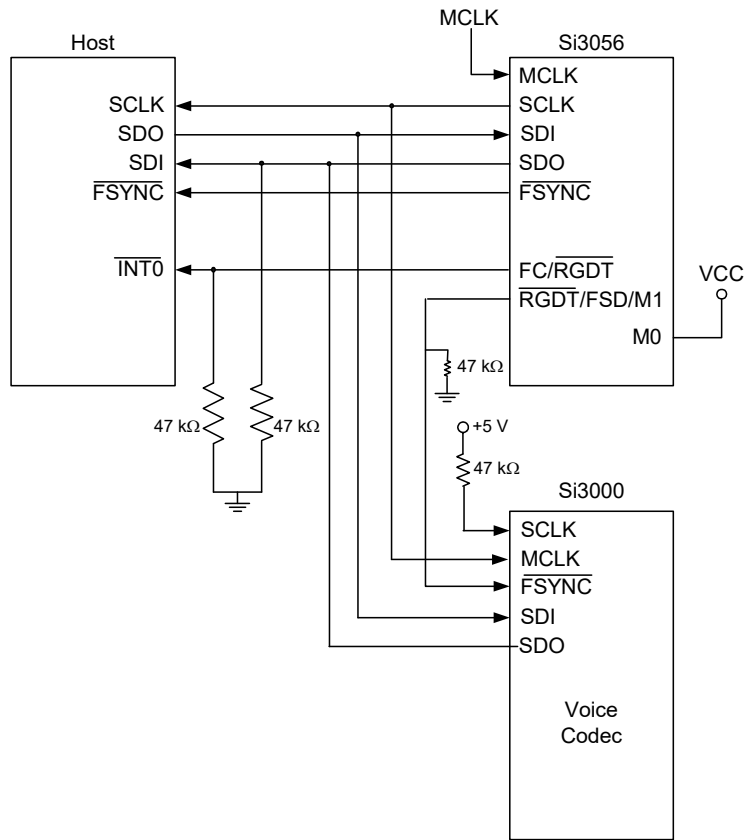 MCLK
Host
Si3056
MCLK
SCLK
SCLK
SDO
SDI
SDI
SDO
FSYNC
FSYNC
INT0
FC/RGDT
VCC
RGDT/FSD/M1
M0
47 kΩ
47 kΩ
47 kΩ
+5 V
47 kΩ
Si3000
SCLK
MCLK
FSYNC
SDI
SDO
Voice
Codec